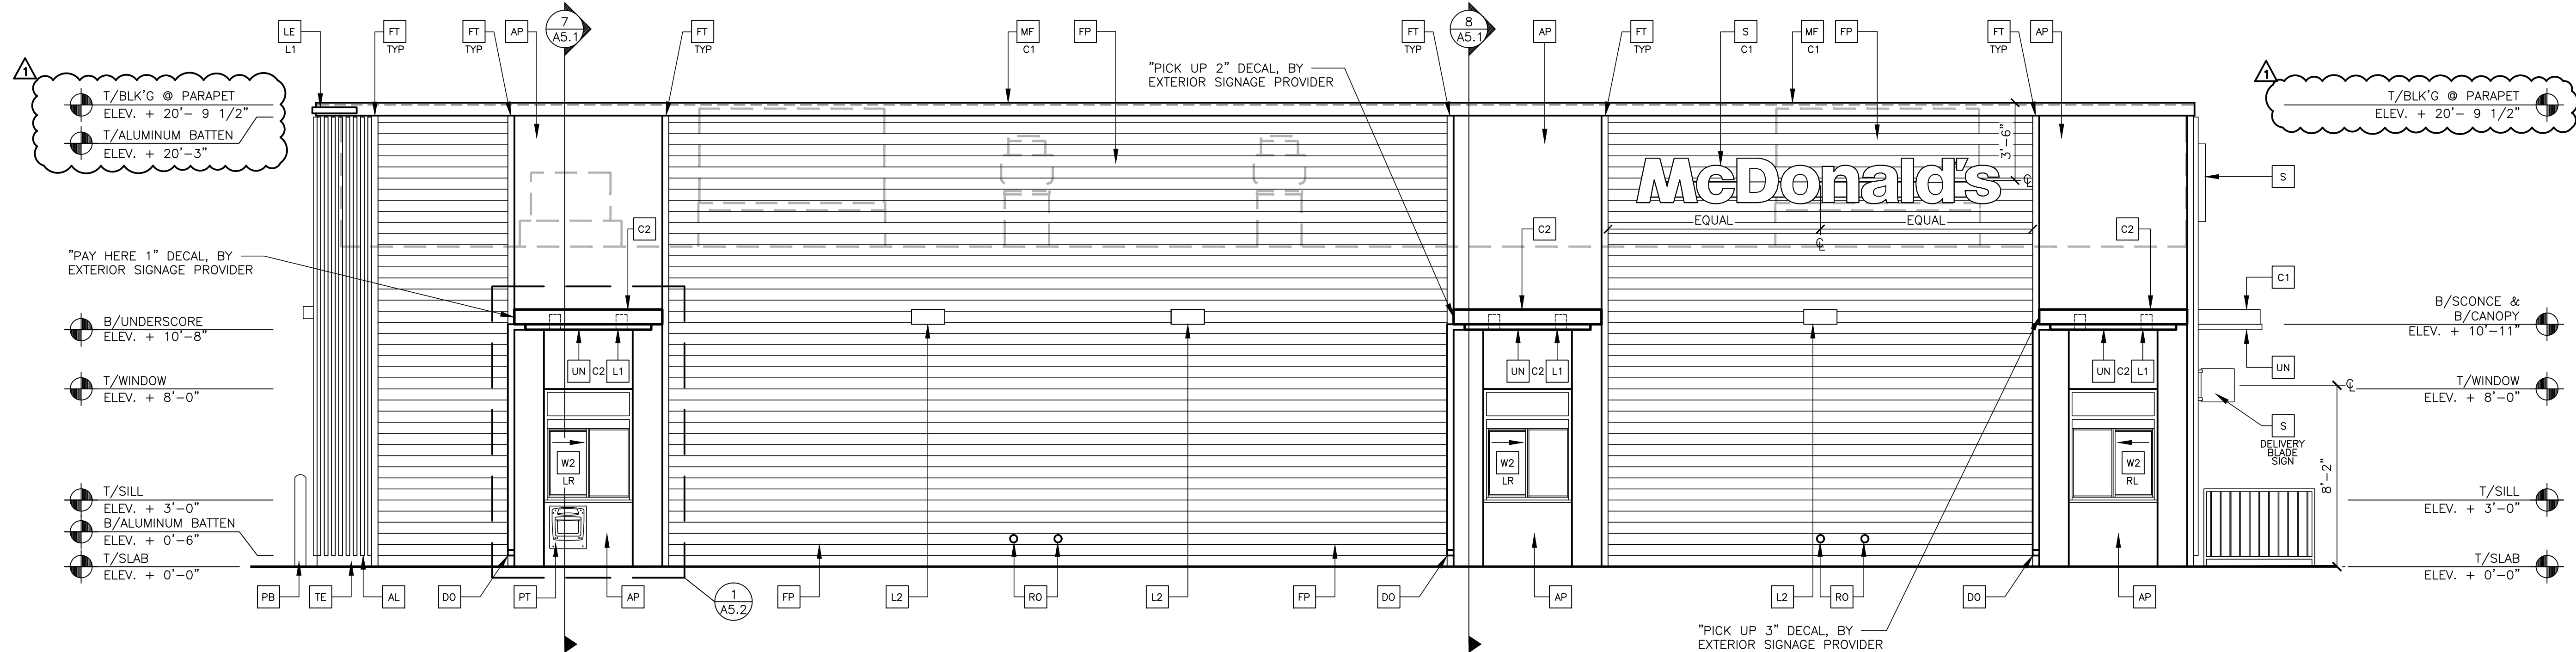 LE
L1
FT
TYP
FT
TYP
AP
7
A5.1
FT
TYP
MF
C1
FP
FT
TYP
8
A5.1
AP
FT
TYP
S
C1
MF
C1
FP
FT
TYP
AP
1
T/BLK'G @ PARAPET
ELEV. + 20'- 9 1/2"
T/ALUMINUM BATTEN
ELEV. + 20'-3"
"PICK UP 2" DECAL, BY
EXTERIOR SIGNAGE PROVIDER
1
T/BLK'G @ PARAPET
ELEV. + 20'- 9 1/2"
3'-6"
McDonald's
CL
S
EQUAL
EQUAL
CL
C2
C2
C2
"PAY HERE 1" DECAL, BY
EXTERIOR SIGNAGE PROVIDER
C1
B/UNDERSCORE
ELEV. + 10'-8"
B/SCONCE &
B/CANOPY
ELEV. + 10'-11"
UN C2 L1
UN C2 L1
UN C2 L1
UN
T/WINDOW
ELEV. + 8'-0"
CL
T/WINDOW
ELEV. + 8'-0"
S
DELIVERY
BLADE
SIGN
8'-2"
W2
LR
W2
LR
W2
RL
T/SILL
ELEV. + 3'-0"
B/ALUMINUM BATTEN
ELEV. + 0'-6"
T/SLAB
ELEV. + 0'-0"
T/SILL
ELEV. + 3'-0"
T/SLAB
ELEV. + 0'-0"
PB
TE
AL
DO
PT
AP
1
A5.2
FP
L2
RO
L2
FP
DO
AP
L2
RO
DO
AP
"PICK UP 3" DECAL, BY
EXTERIOR SIGNAGE PROVIDER